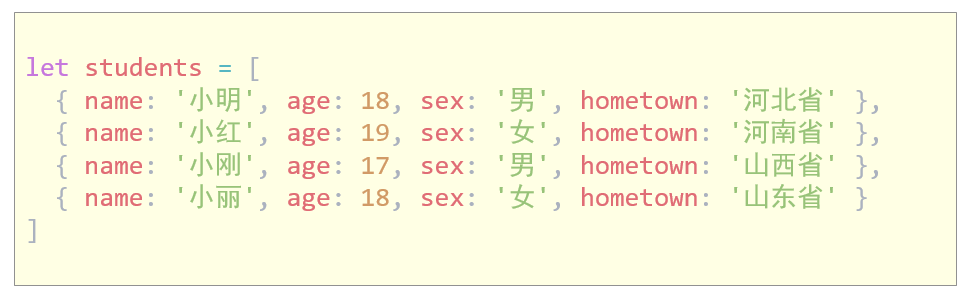 let students = [
  { name: '小明', age: 18, sex: '男', hometown: '河北省' },
  { name: '小红', age: 19, sex: '女', hometown: '河南省' },
  { name: '小刚', age: 17, sex: '男', hometown: '山西省' },
  { name: '小丽', age: 18, sex: '女', hometown: '山东省' }
]